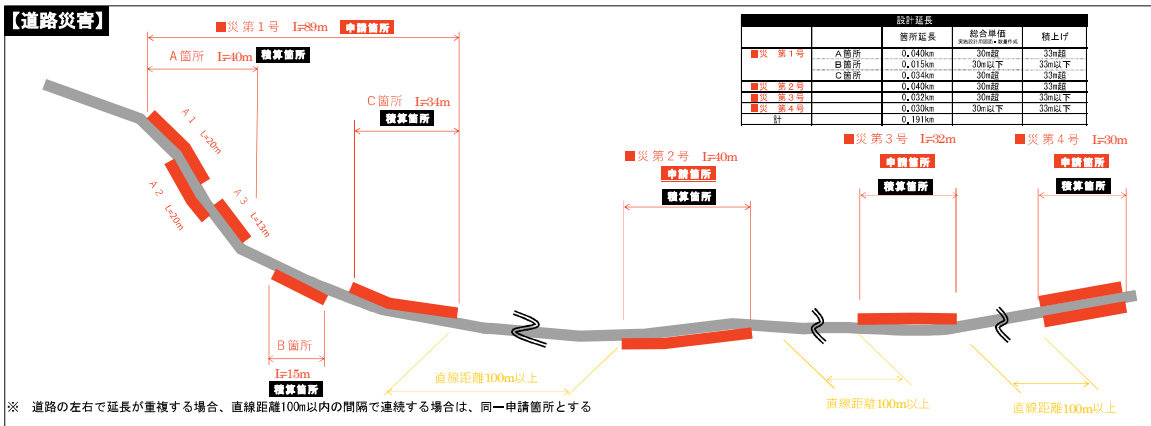 【道路災害】
■災第１号 L=89m 申請箇所
A箇所 L=40m 積算箇所
C箇所 L=34m
積算箇所
A１ L=20m
A２ L=20m
A３ L=13m
B箇所
L=15m
積算箇所
設計延長
箇所延長 総合単価 積上げ
■災 第１号 A箇所 0.040km 30m超 33m超
B箇所 0.015km 30m以下 33m以下
C箇所 0.034km 30m超 33m超
■災 第２号 0.040km 30m超 33m超
■災 第３号 0.032km 30m超 33m以下
■災 第４号 0.030km 30m以下 33m以下
計 0.191km
■災第２号 L=40m
申請箇所
積算箇所
■災第３号 L=32m
申請箇所
積算箇所
■災第４号 L=30m
申請箇所
積算箇所
直線距離100m以上
直線距離100m以上
直線距離100m以上
※ 道路の左右で延長が重複する場合、直線距離100m以内の間隔で連続する場合は、同一申請箇所とする